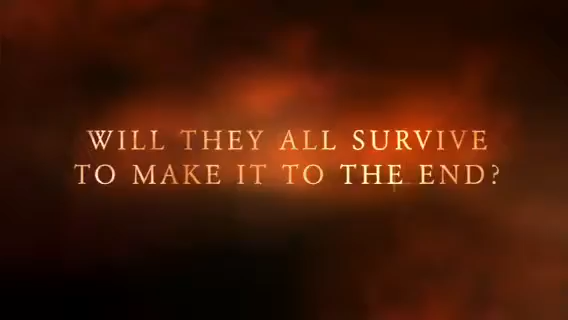 WILL THEY ALL SURVIVE
TO MAKE IT TO THE END?